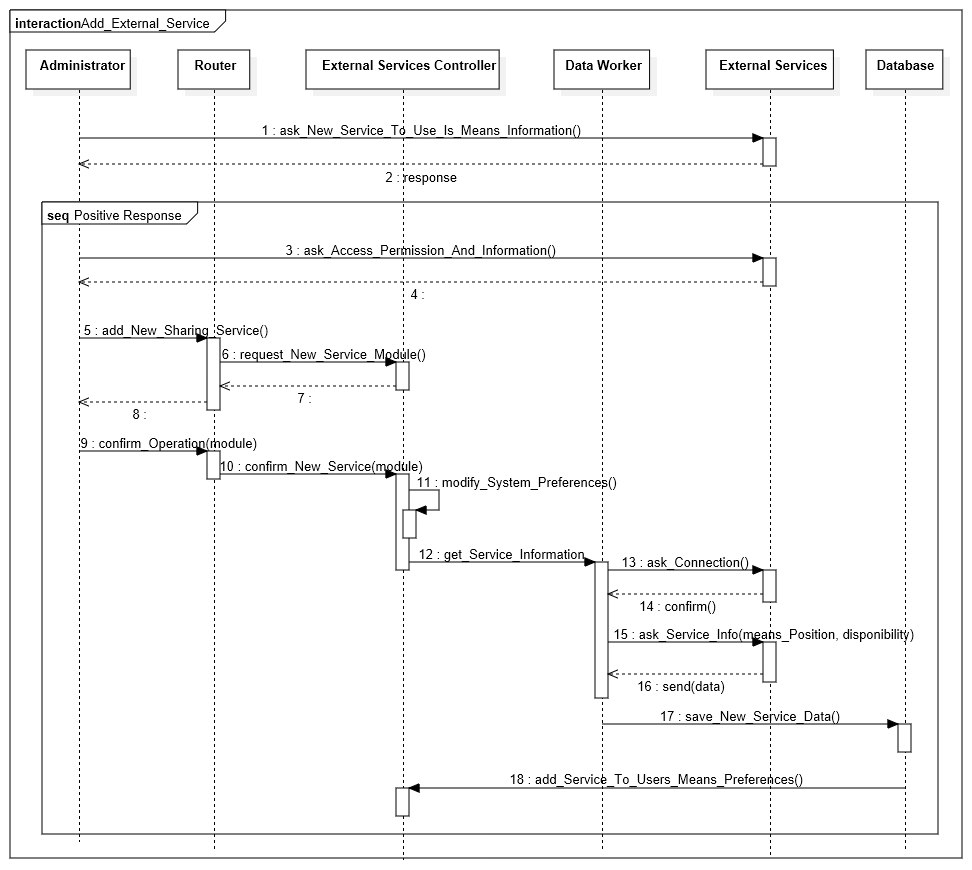 interactionAdd_External_Service
Administrator
Router
External Services Controller
Data Worker
External Services
Database
1 : ask_New_Service_To_Use_Is_Means_Information()
2 : response
seq Positive Response
3 : ask_Access_Permission_And_Information()
4 :
5 : add_New_Sharing_Service()
6 : request_New_Service_Module()
7 :
8 :
9 : confirm_Operation(module)
10 : confirm_New_Service(module)
11 : modify_System_Preferences()
12 : get_Service_Information
13 : ask_Connection()
14 : confirm()
15 : ask_Service_Info(means_Position, disponibility)
16 : send(data)
17 : save_New_Service_Data()
18 : add_Service_To_Users_Means_Preferences()